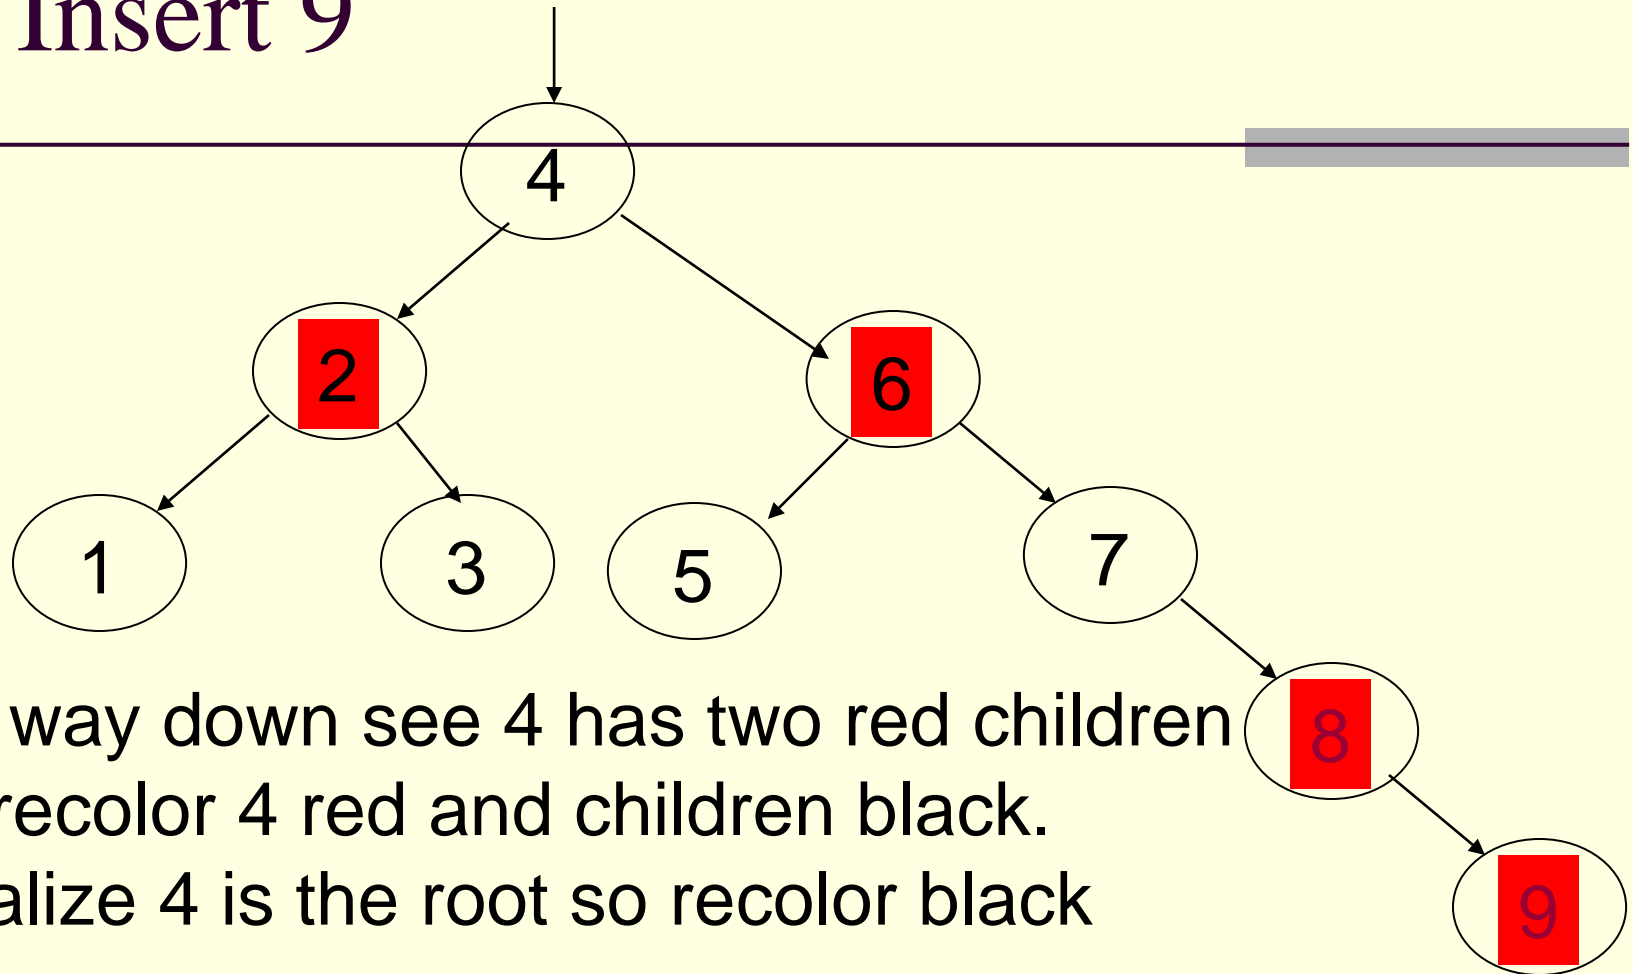 Insert 9
4
2
6
1
3
5
7
8
way down see 4 has two red children
recolor 4 red and children black.
alize 4 is the root so recolor black
9